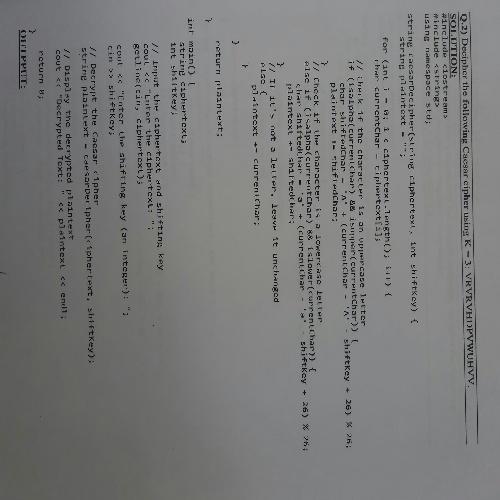 Q.2) Decipher the following Caesar cipher using K = 3. VRVRVHDPVWUHVV.
SOLUTION:
#include <iostream>
#include <string>
using namespace std;
string caesarDecipher(string ciphertext, int shiftKey) {
string plaintext = "";
for (int i = 0; i < ciphertext.length(); i++) {
char currentChar = ciphertext[i];
// Check if the character is an uppercase letter
if (isalpha(currentChar) && isupper(currentChar)) {
char shiftedChar = 'A' + (currentChar - 'A' - shiftKey + 26) % 26;
plaintext += shiftedChar;
}
// Check if the character is a lowercase letter
else if (isalpha(currentChar) && islower(currentChar)) {
char shiftedChar = 'a' + (currentChar - 'a' - shiftKey + 26) % 26;
plaintext += shiftedChar;
}
// If it's not a letter, leave it unchanged
else {
plaintext += currentChar;
}
}
return plaintext;
}
int main() {
string ciphertext;
int shiftKey;
// Input the ciphertext and shifting key
cout << "Enter the ciphertext: ";
getline(cin, ciphertext);
cout << "Enter the shifting key (an integer): ";
cin >> shiftKey;
// Decrypt the Caesar cipher
string plaintext = caesarDecipher(ciphertext, shiftKey);
// Display the decrypted plaintext
cout << "Decrypted Text: " << plaintext << endl;
return 0;
}
OUTPUT: